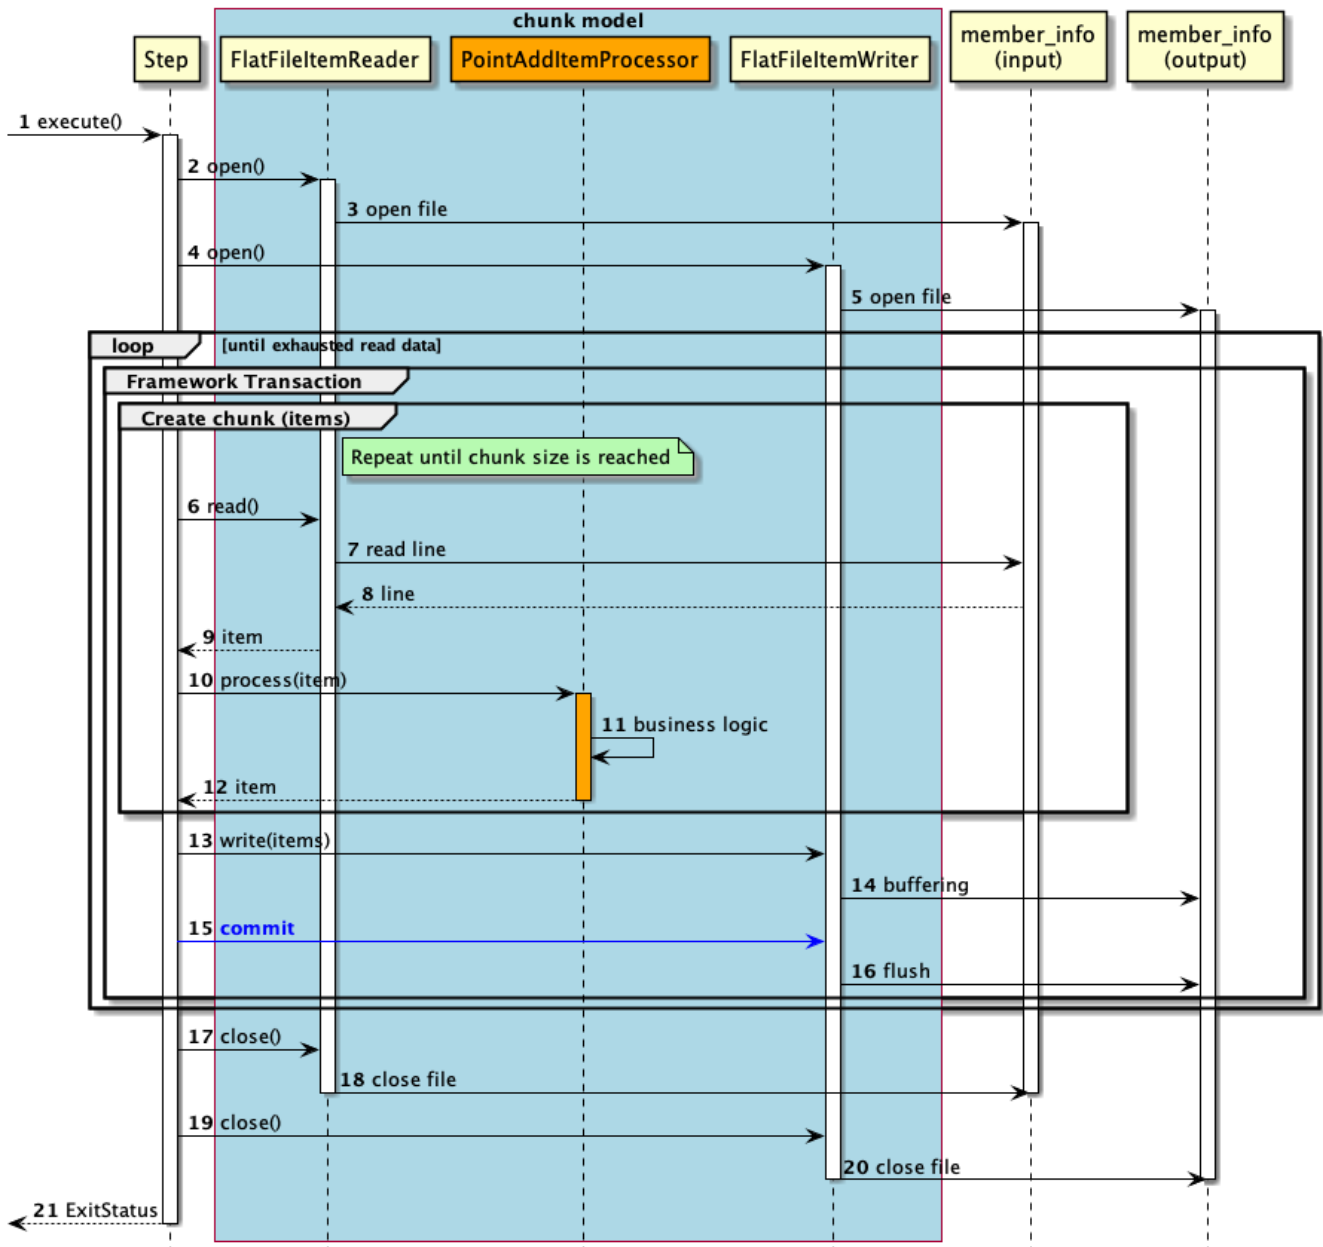 chunk model
Step
FlatFileItemReader
PointAddItemProcessor
FlatFileItemWriter
member_info
(input)
member_info
(output)
1 execute()
2 open()
3 open file
4 open()
5 open file
loop
[until exhausted read data]
Framework Transaction
Create chunk (items)
Repeat until chunk size is reached
6 read()
7 read line
8 line
9 item
10 process(item)
11 business logic
12 item
13 write(items)
14 buffering
15 commit
16 flush
17 close()
18 close file
19 close()
20 close file
21 ExitStatus